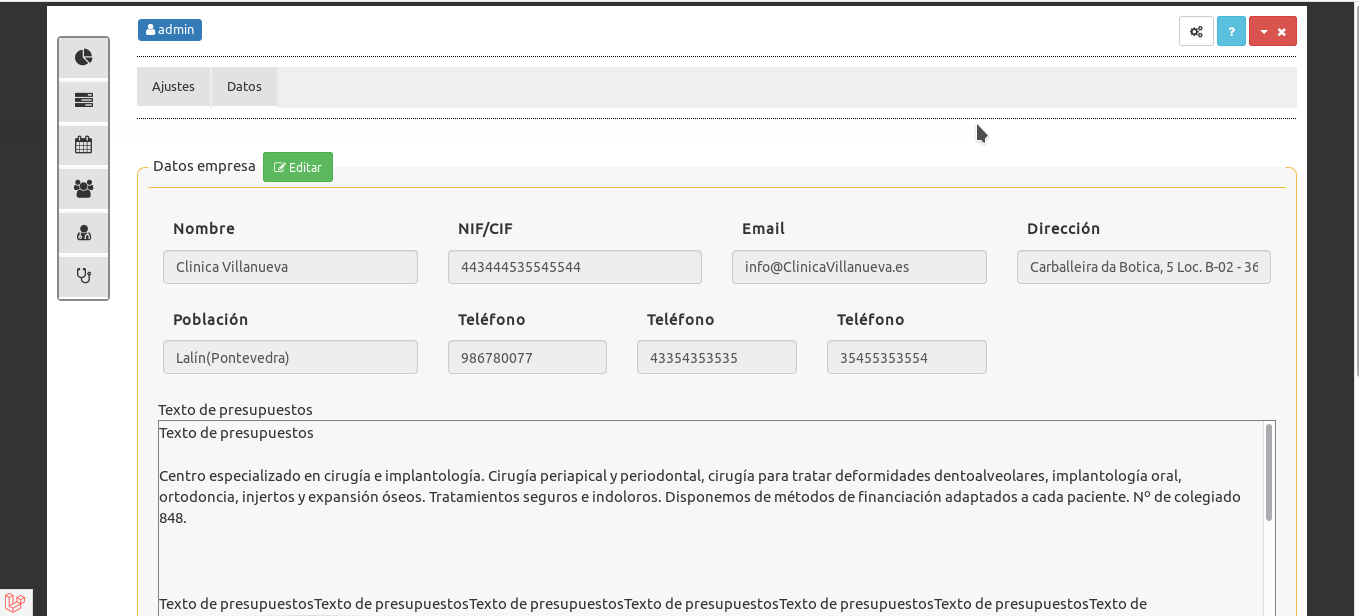 admin
?
Ajustes Datos
Datos empresa Editar
Nombre NIF/CIF Email Dirección
Clinica Villanueva 443444535545544 info@ClinicaVillanueva.es Carballeira da Botica, 5 Loc. B-02 - 36
Población Teléfono Teléfono Teléfono
Lalín(Pontevedra) 986780077 43354353535 35455353554
Texto de presupuestos
Texto de presupuestos
Centro especializado en cirugía e implantología. Cirugía periapical y periodontal, cirugía para tratar deformidades dentoalveolares, implantología oral,
ortodoncia, injertos y expansión óseos. Tratamientos seguros e indoloros. Disponemos de métodos de financiación adaptados a cada paciente. Nº de colegiado
848.
Texto de presupuestosTexto de presupuestosTexto de presupuestosTexto de presupuestosTexto de presupuestosTexto de presupuestosTexto de